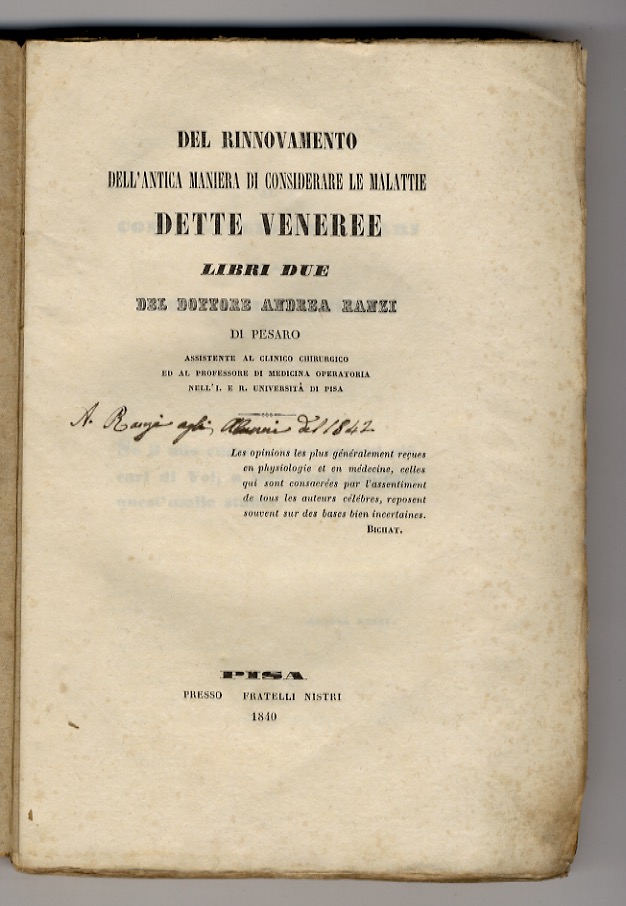 DEL RINNOVAMENTO
DELL'ANTICA MANIERA DI CONSIDERARE LE MALATTIE
DETTE VENEREE
LIBRI DUE
DEL DOTTORE ANDREA RANZI
DI PESARO
ASSISTENTE AL CLINICO CHIRURGICO
ED AL PROFESSORE DI MEDICINA OPERATORIA
NELL'I. E R. UNIVERSITÀ DI PISA
A. Ranzi agli Alunni del 1842
Les opinions les plus généralement reçues
en physiologie et en médecine, celles
qui sont consacrées par l'assentiment
de tous les auteurs célébres, reposent
souvent sur des bases bien incertaines.
BICHAT.
PISA
PRESSO FRATELLI NISTRI
1840